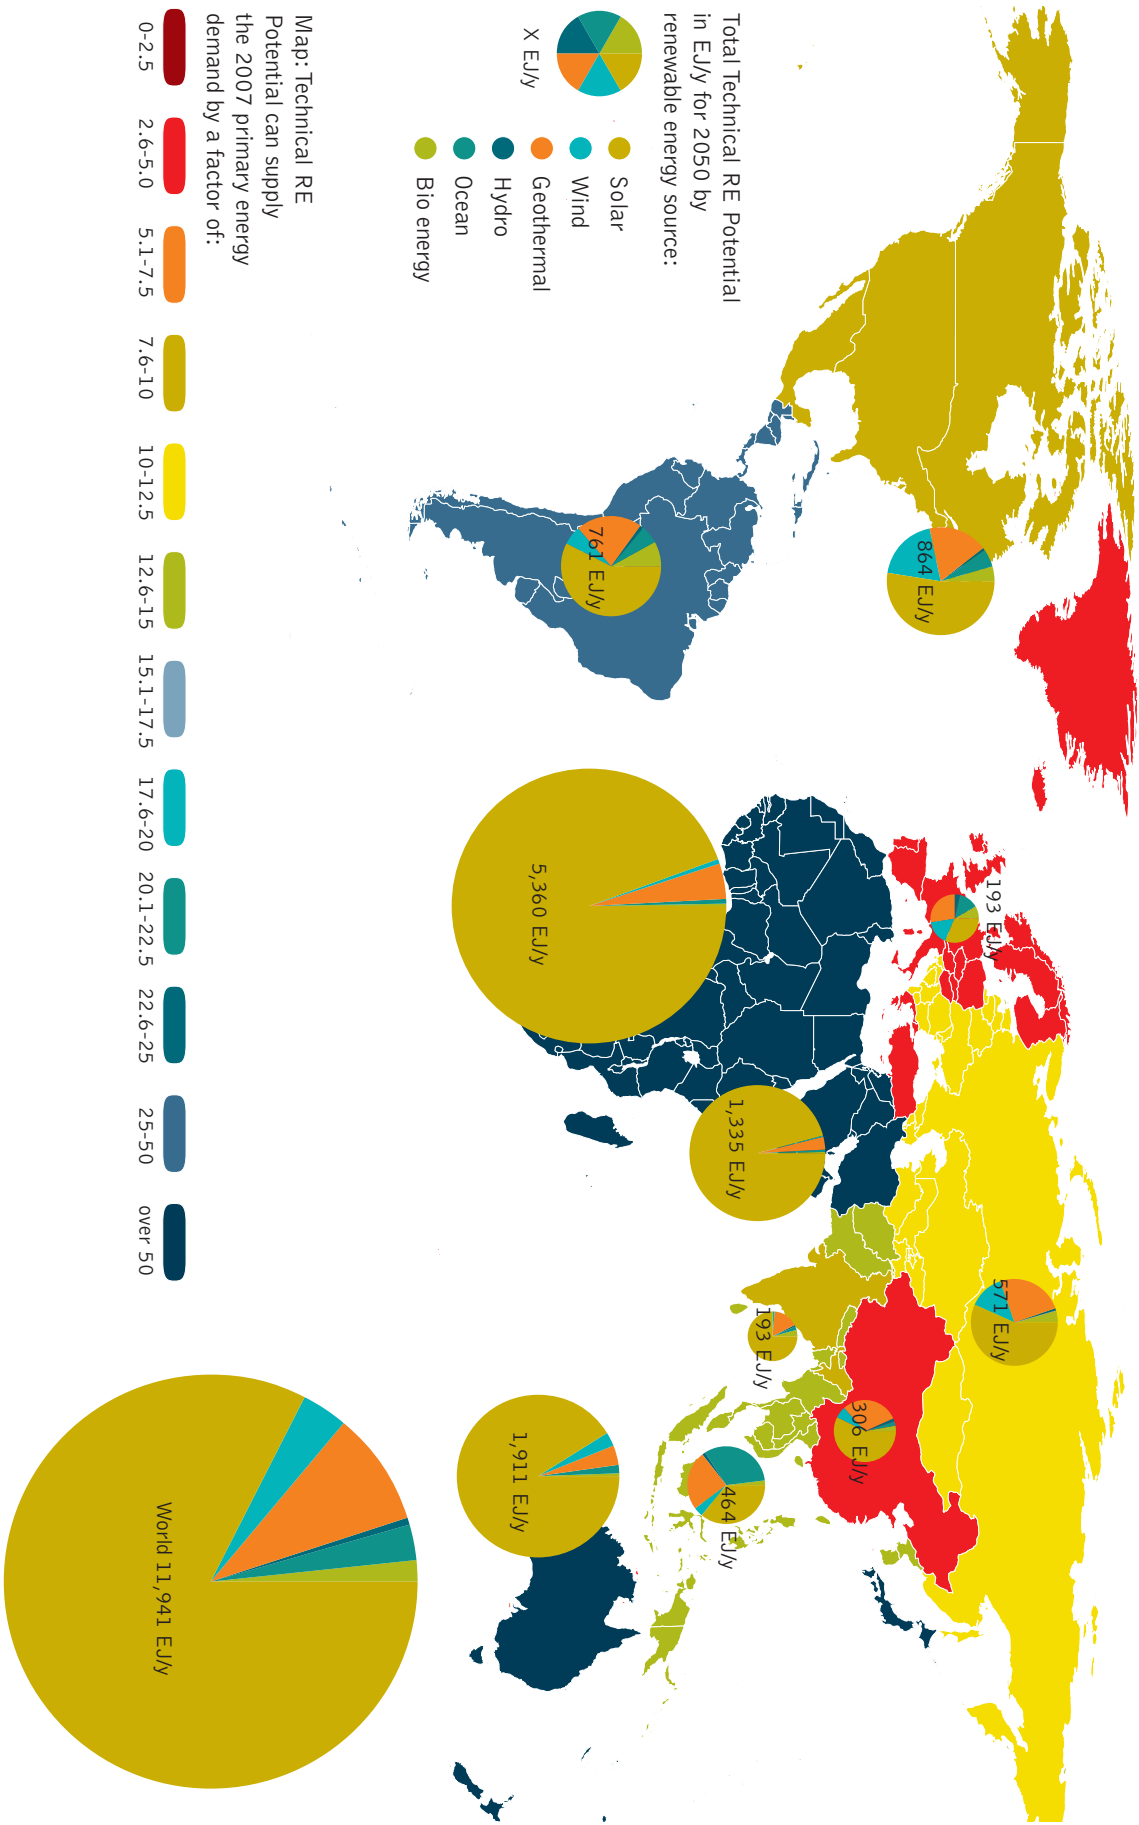 864 EJ/y
761 EJ/y
193 EJ/y
5,360 EJ/y
1,335 EJ/y
571 EJ/y
193 EJ/y
306 EJ/y
464 EJ/y
1,911 EJ/y
World 11,941 EJ/y
Total Technical RE Potential
in EJ/y for 2050 by
renewable energy source:
X EJ/y
Solar
Wind
Geothermal
Hydro
Ocean
Bio energy
Map: Technical RE
Potential can supply
the 2007 primary energy
demand by a factor of:
0-2.5
2.6-5.0
5.1-7.5
7.6-10
10-12.5
12.6-15
15.1-17.5
17.6-20
20.1-22.5
22.6-25
25-50
over 50